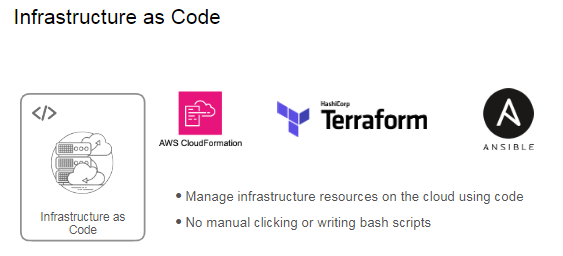 Infrastructure as Code
</>
Infrastructure as
Code
AWS CloudFormation
HashiCorp
Terraform
ANSIBLE
• Manage infrastructure resources on the cloud using code
• No manual clicking or writing bash scripts